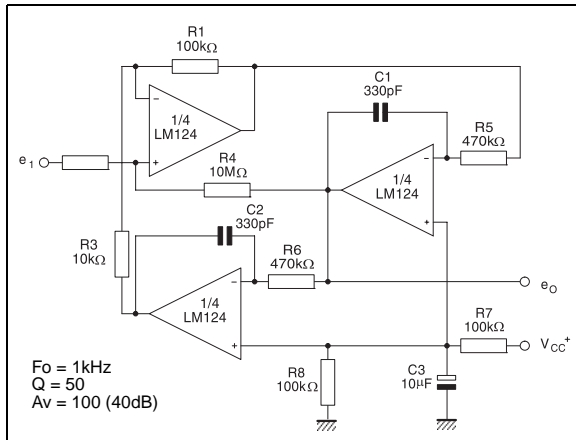 R1
100kΩ
C1
330pF
-
1/4
LM124
+
e1
R4
10MΩ
R5
470kΩ
-
1/4
LM124
+
C2
330pF
R3
10kΩ
R6
470kΩ
-
1/4
LM124
+
eO
R7
100kΩ
VCC+
R8
100kΩ
C3
10µF
Fo = 1kHz
Q = 50
Av = 100 (40dB)